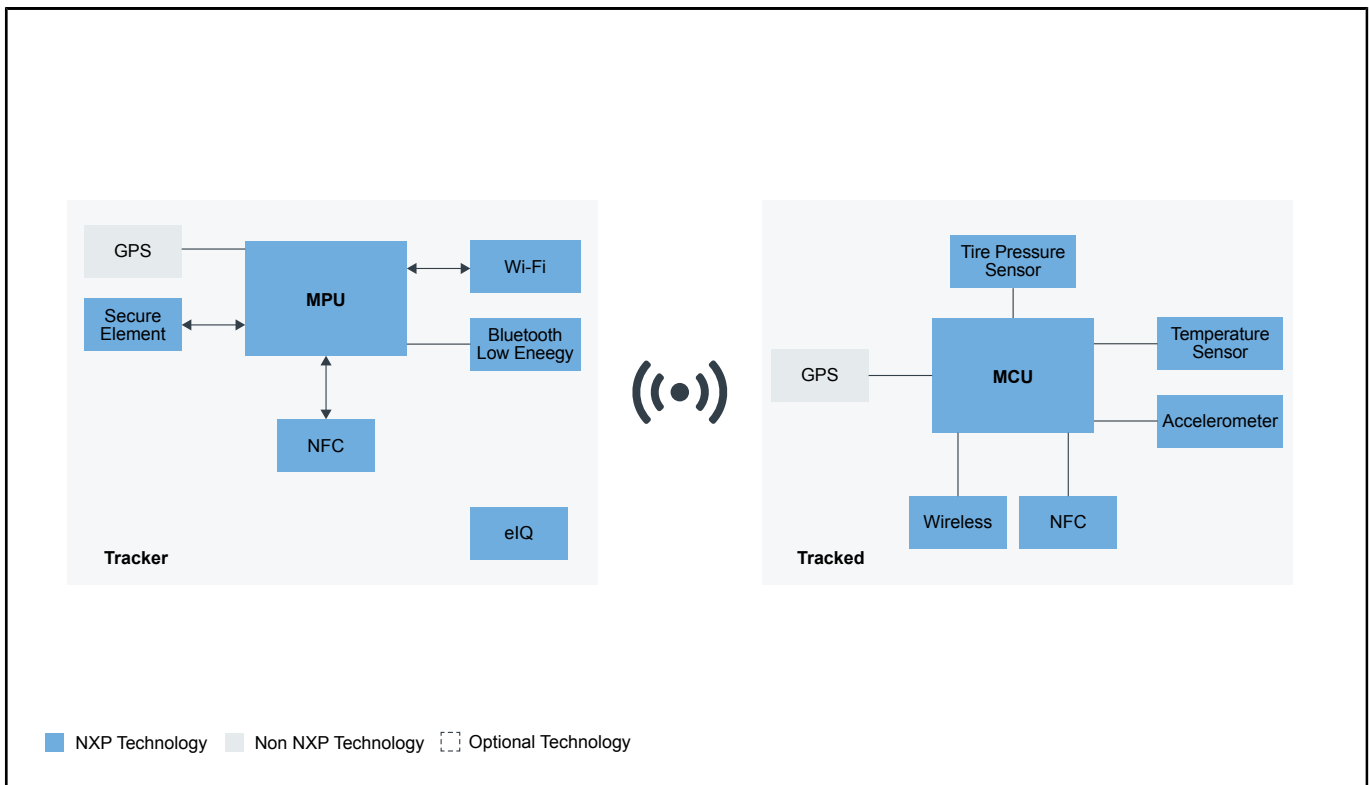 GPS
MPU
Wi-Fi
Secure
Element
Bluetooth
Low Eneegy
NFC
eIQ
Tracker
Tire Pressure
Sensor
GPS
MCU
Temperature
Sensor
Accelerometer
Wireless
NFC
Tracked
NXP Technology
Non NXP Technology
Optional Technology